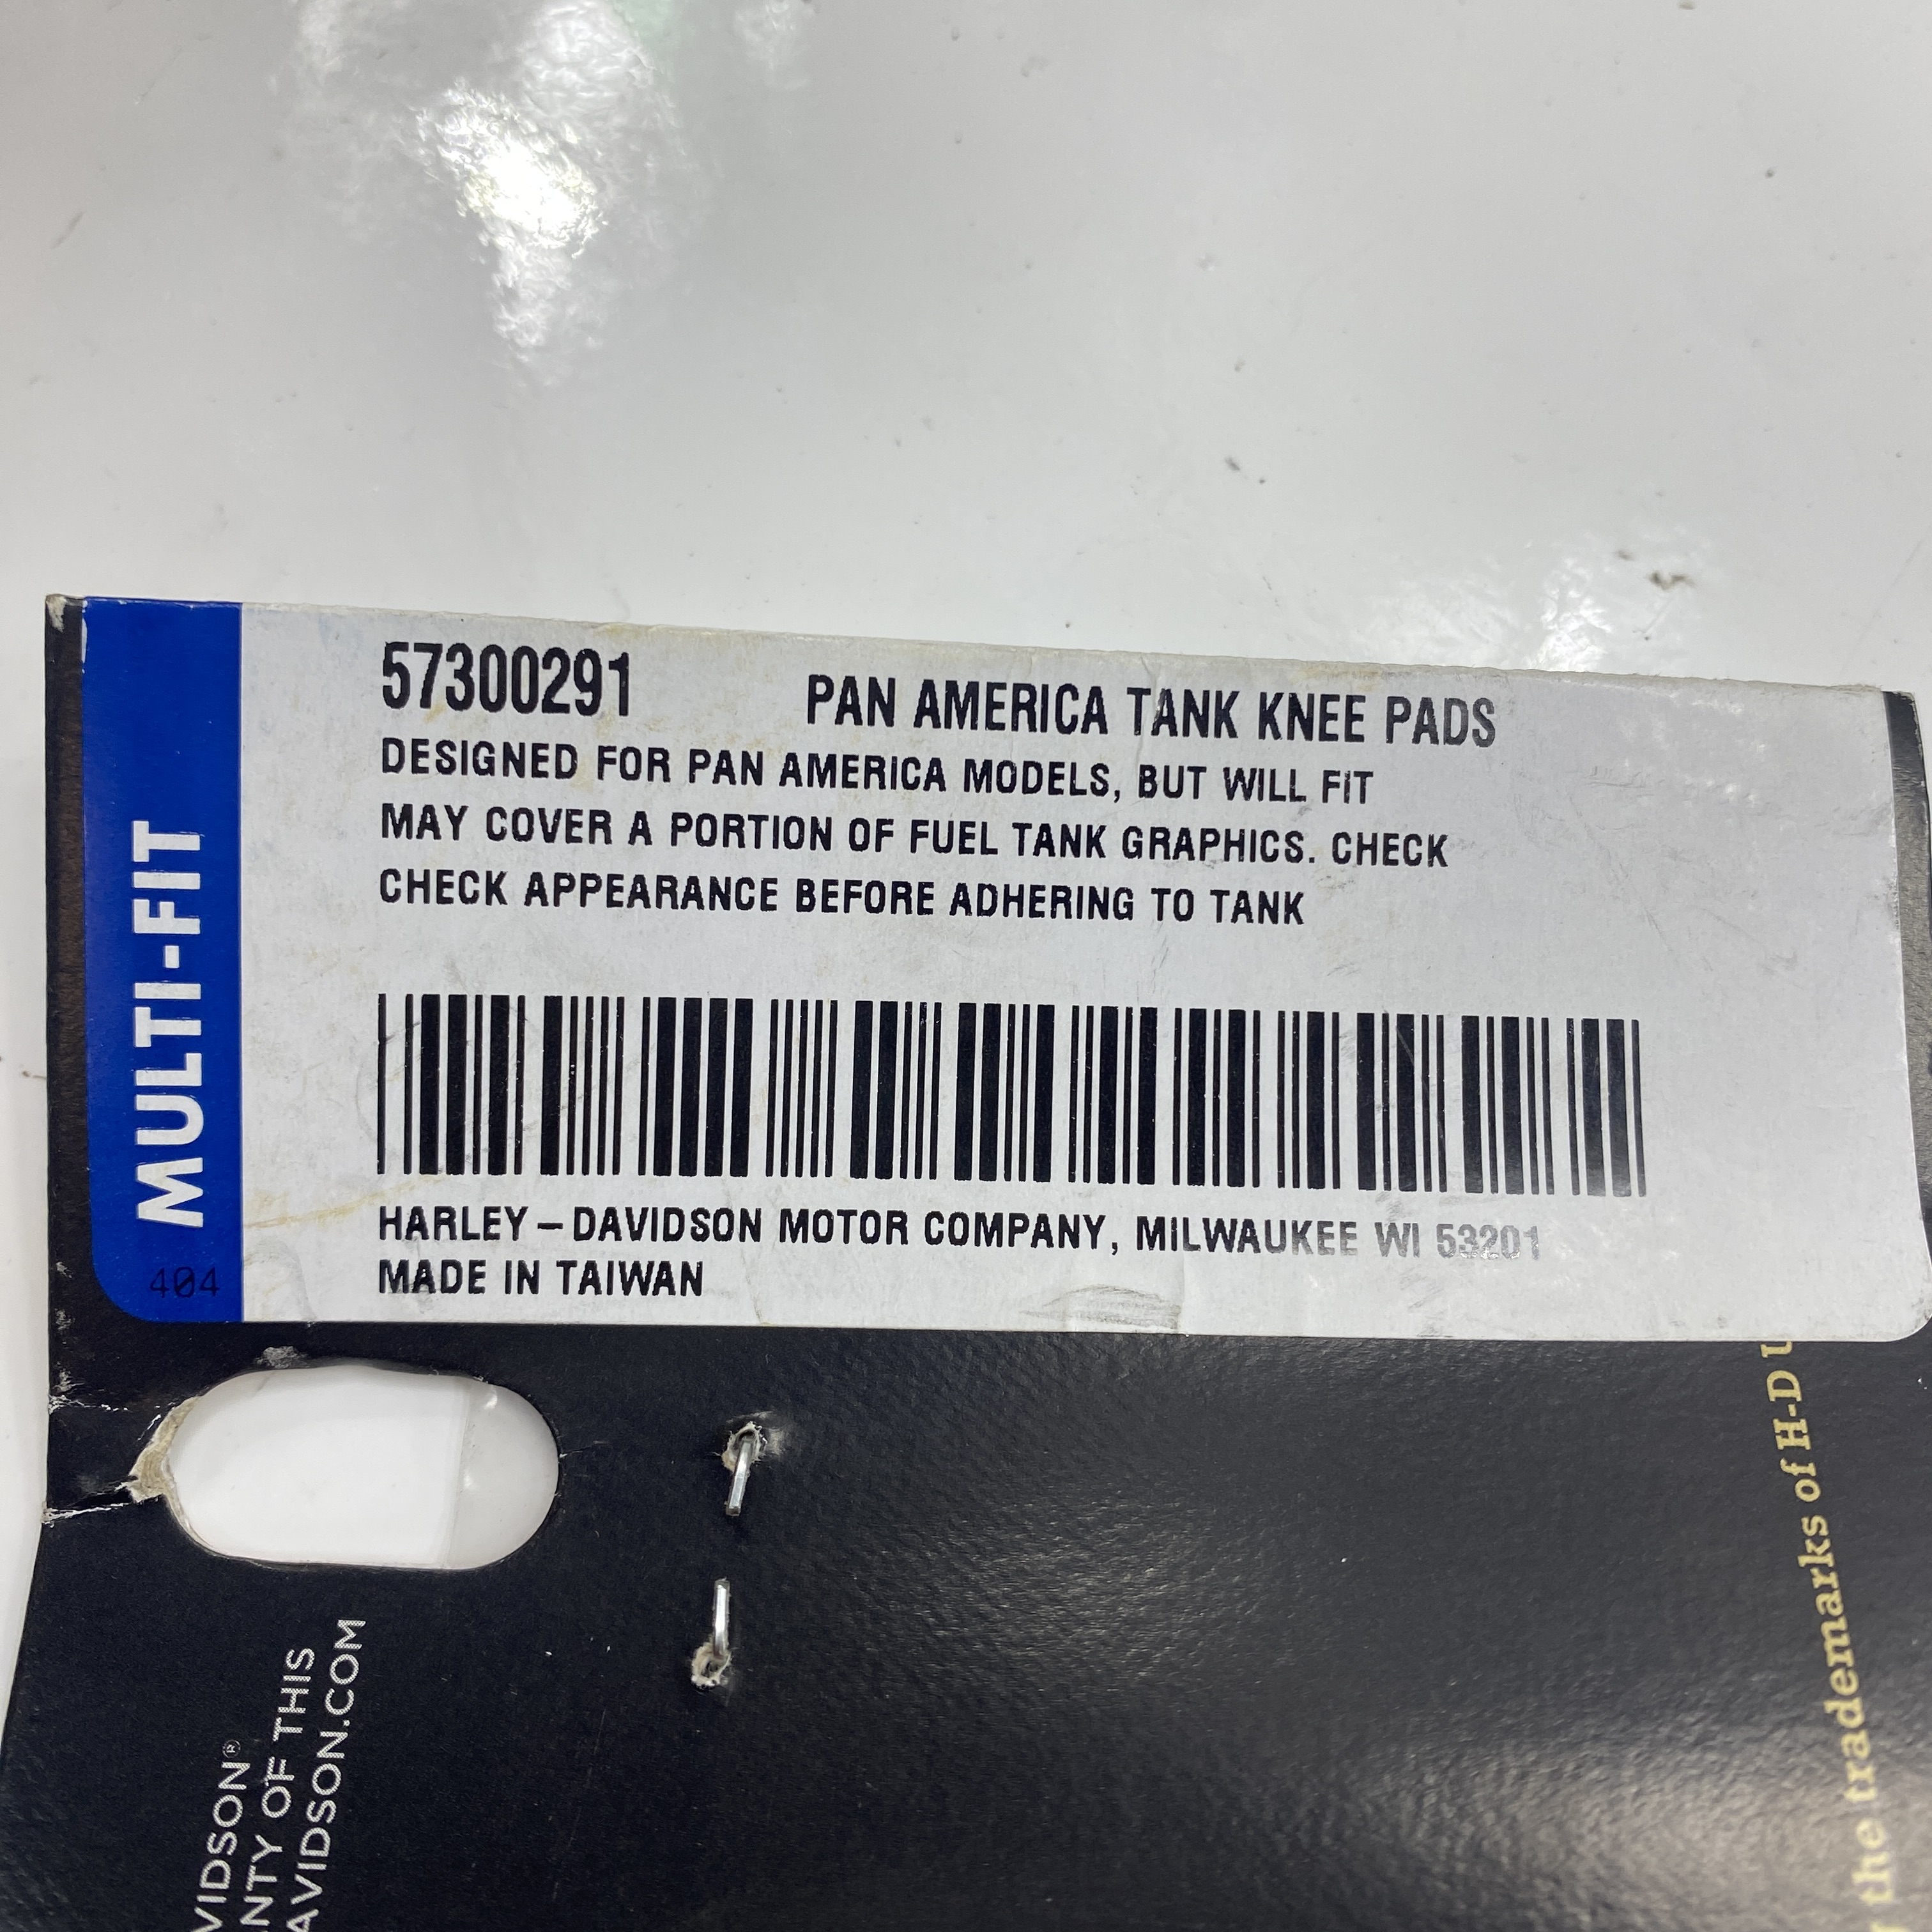 57300291 PAN AMERICA TANK KNEE PADS
DESIGNED FOR PAN AMERICA MODELS, BUT WILL FIT
MAY COVER A PORTION OF FUEL TANK GRAPHICS. CHECK
CHECK APPEARANCE BEFORE ADHERING TO TANK
HARLEY-DAVIDSON MOTOR COMPANY, MILWAUKEE WI 53201
MADE IN TAIWAN
MULTI-FIT
404
VIDSON®
NTY OF THIS
AVIDSON.COM
the trademarks of H-D U